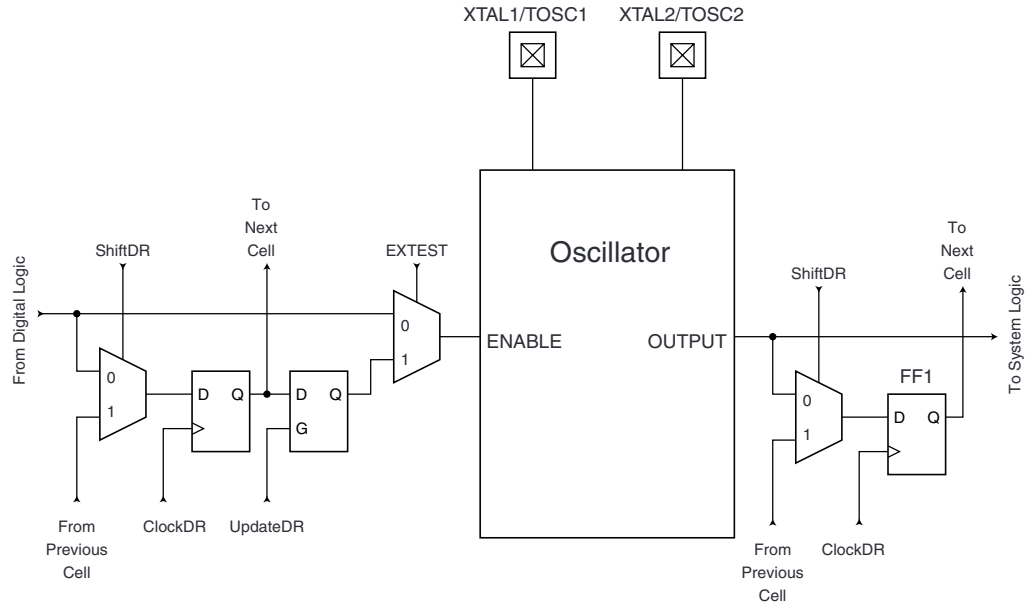 XTAL1/TOSC1
XTAL2/TOSC2
To
Next
Cell
ShiftDR
EXTEST
From Digital Logic
0
1
0
1
D Q
D Q
G
From
Previous
Cell
ClockDR
UpdateDR
Oscillator
ENABLE
OUTPUT
To
Next
Cell
ShiftDR
To System Logic
FF1
0
1
D Q
From
Previous
Cell
ClockDR